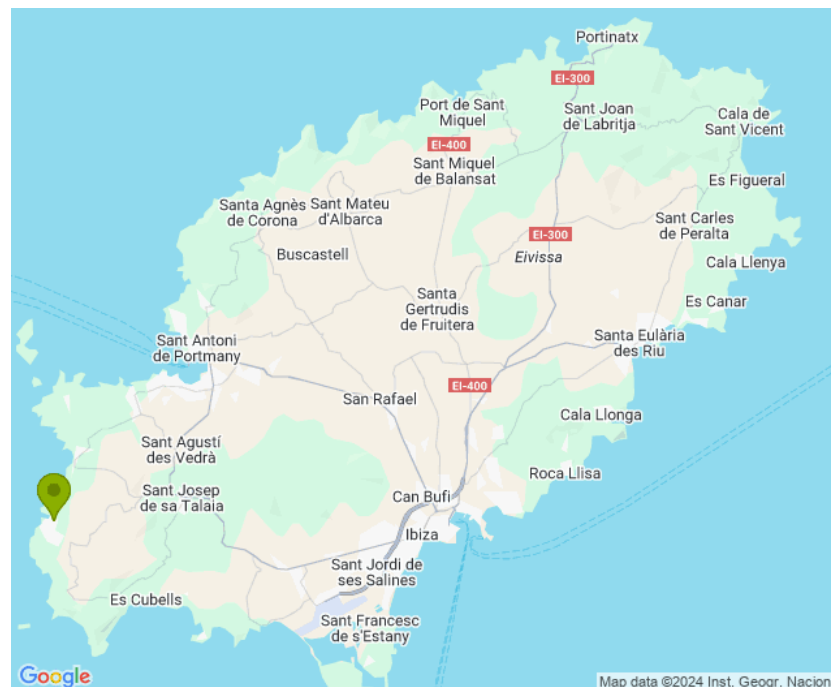 Portinatx
EI-300
Port de Sant
Miquel
Sant Joan
de Labritja
Cala de
Sant Vicent
EI-400
Sant Miquel
de Balansat
Es Figueral
Santa Agnès
de Corona
Sant Mateu
d'Albarca
Sant Carles
de Peralta
EI-300
Buscastell
Eivissa
Cala Llenya
Santa
Gertrudis
de Fruitera
Es Canar
Sant Antoni
de Portmany
Santa Eulària
des Riu
EI-400
San Rafael
Cala Llonga
Sant Agustí
des Vedrà
Roca Llisa
Sant Josep
de sa Talaia
Can Bufi
Ibiza
Sant Jordi de
ses Salines
Es Cubells
Sant Francesc
de s'Estany
Google
Map data ©2024 Inst. Geogr. Nacion